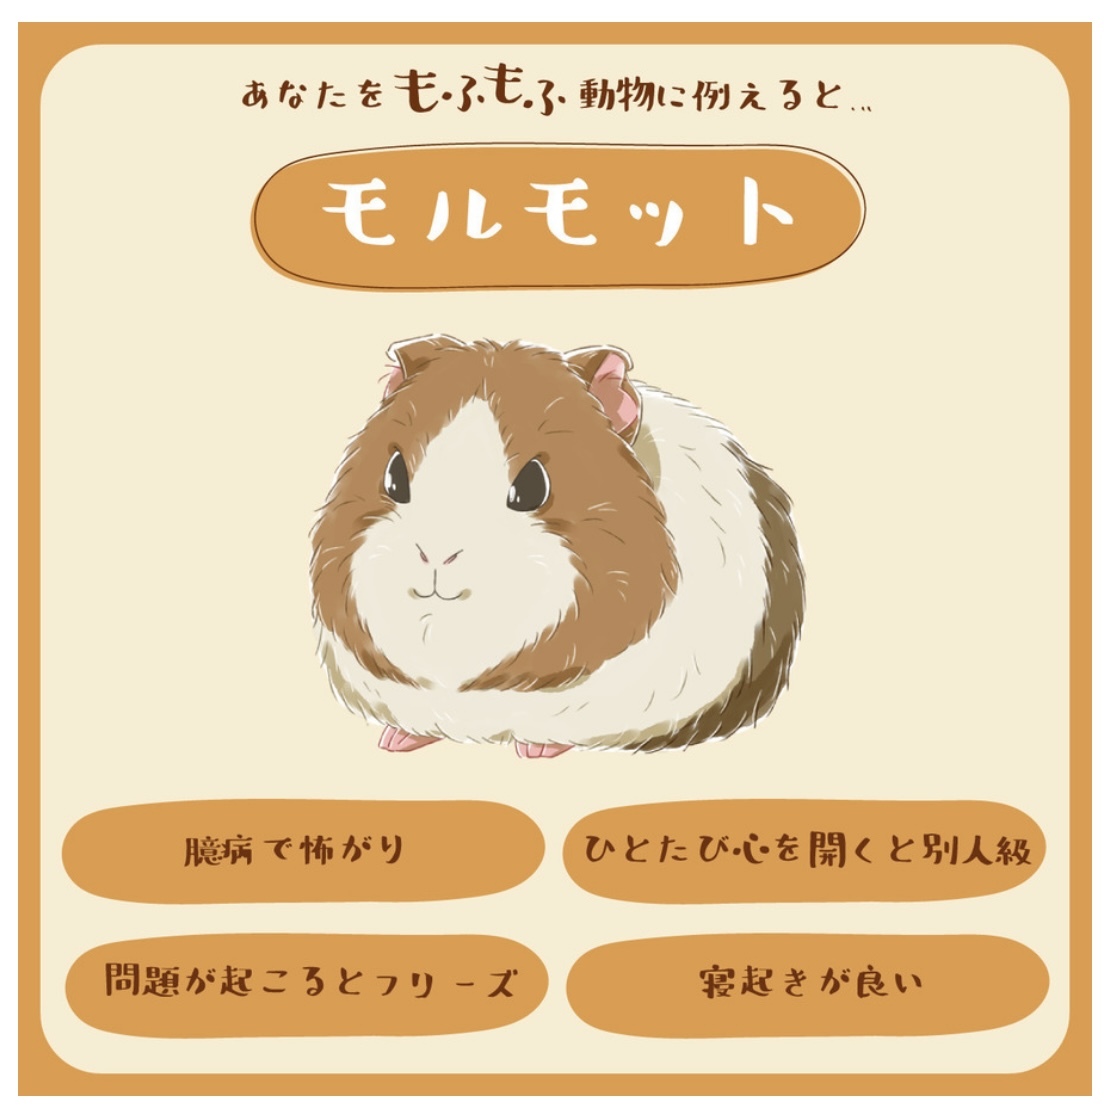 あなたをもふもふ動物に例えると…
モルモット
臆病で怖がり
ひとたび心を開くと別人級
問題が起こるとフリーズ
寝起きが良い